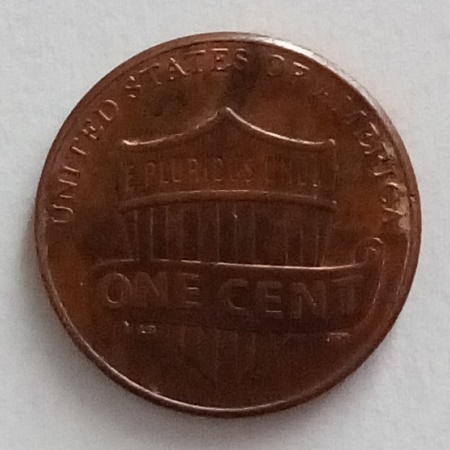 UNITED STATES OF AMERICA
E PLURIBUS UNUM
ONE CENT